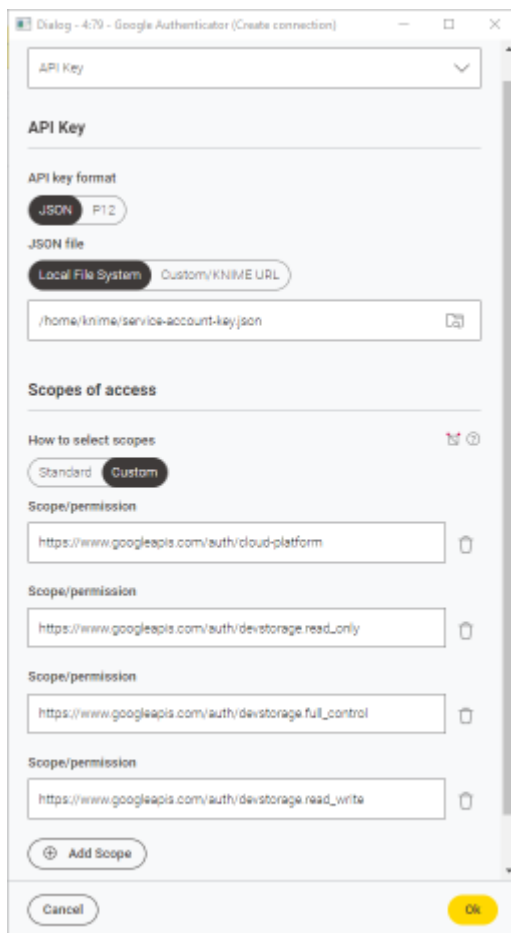 Dialog - 4:79 - Google Authenticator (Create connection)
API Key
API Key
API key format
JSON P12
JSON file
Local File System Custom/KNIME URL
/home/knime/service-account-key.json
Scopes of access
How to select scopes
Standard Custom
Scope/permission
https://www.googleapis.com/auth/cloud-platform
Scope/permission
https://www.googleapis.com/auth/devstorage.read_only
Scope/permission
https://www.googleapis.com/auth/devstorage.full_control
Scope/permission
https://www.googleapis.com/auth/devstorage.read_write
Add Scope
Cancel Ok